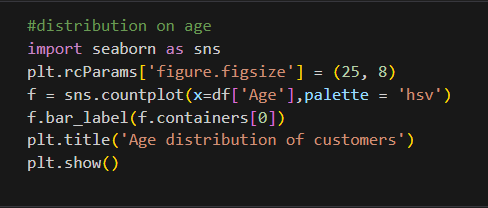 #distribution on age
import seaborn as sns
plt.rcParams['figure.figsize'] = (25, 8)
f = sns.countplot(x=df['Age'],palette = 'hsv')
f.bar_label(f.containers[0])
plt.title('Age distribution of customers')
plt.show()